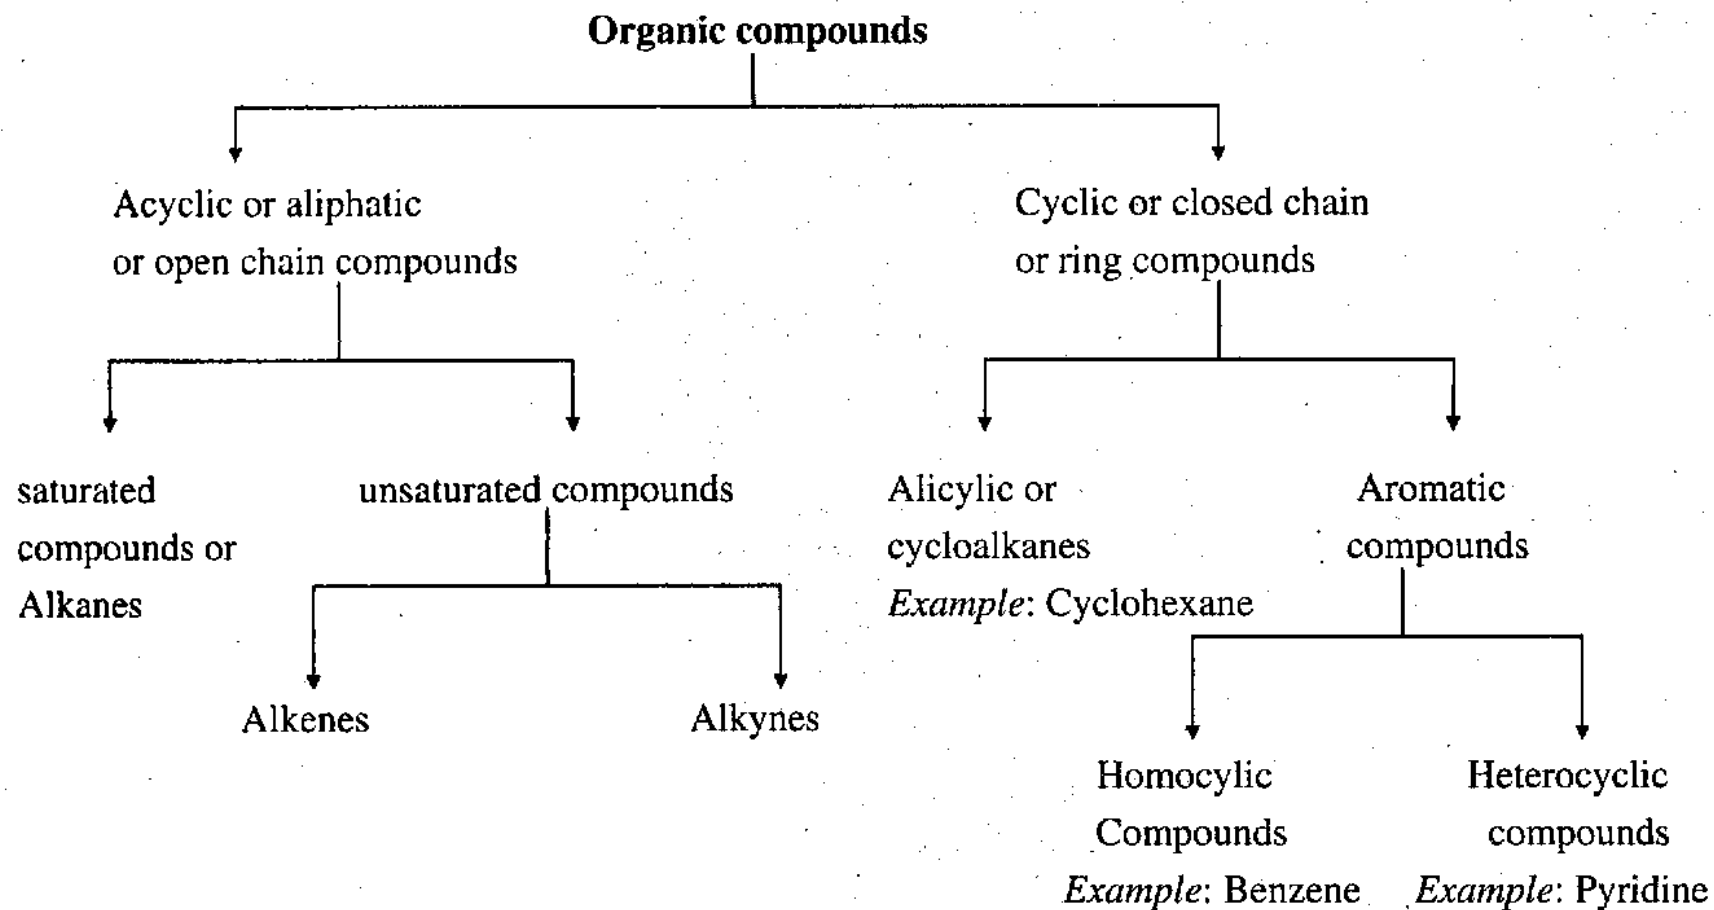 Organic compounds
Acyclic or aliphatic
or open chain compounds
Cyclic or closed chain
or ring compounds
saturated
compounds or
Alkanes
unsaturated compounds
Alkenes
Alkynes
Alicylic or
cycloalkanes
Example: Cyclohexane
Aromatic
compounds
Homocylic
Compounds
Example: Benzene
Heterocyclic
compounds
Example: Pyridine